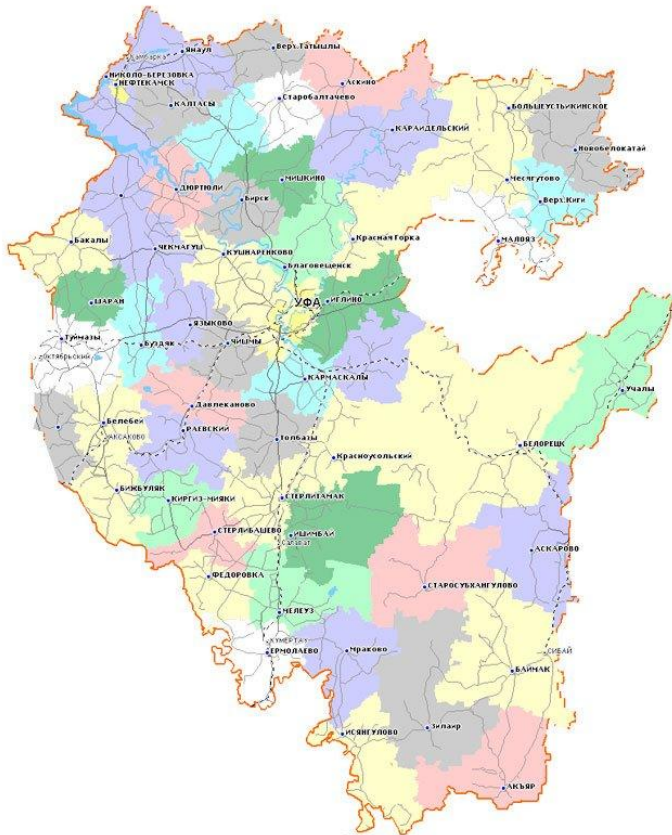 Верх.Татышлы
Янаул
Камбарка
НИКОЛО-БЕРЕЗОВКА
НЕФТЕКАМСК
Аскино
КАЛТАСЫ
Старобалтачево
БОЛЬШЕУСТЬИКИНСКОЕ
КАРАИДЕЛЬСКИЙ
Новобелокатай
МИШКИНО
Месягутово
ДЮРТЮЛИ
Бирск
Верх.Киги
Бакалы
ЧЕКМАГУШ
КУШНАРЕНКОВО
Красная Горка
МАЛОЯЗ
Благовещенск
ШАРАН
УФА
ИГЛИНО
ЯЗЫКОВО
Туймазы
Буздяк
ЧИШМЫ
Октябрьский
КАРМАСКАЛЫ
Учалы
Давлеканово
Белебей
РАЕВСКИЙ
АКСАКОВО
Толбазы
БЕЛОРЕЦК
Красноусольский
БИЖБУЛЯК
КИРГИЗ-МИЯКИ
СТЕРЛИТАМАК
СТЕРЛИБАШЕВО
ИШИМБАЙ
Салават
АСКАРОВО
ФЕДОРОВКА
СТАРОСУБХАНГУЛОВО
МЕЛЕУЗ
КУМЕРТАУ
ЕРМОЛАЕВО
Мраково
СИБАЙ
БАЙМАК
Зилаир
ИСЯНГУЛОВО
АКЪЯР